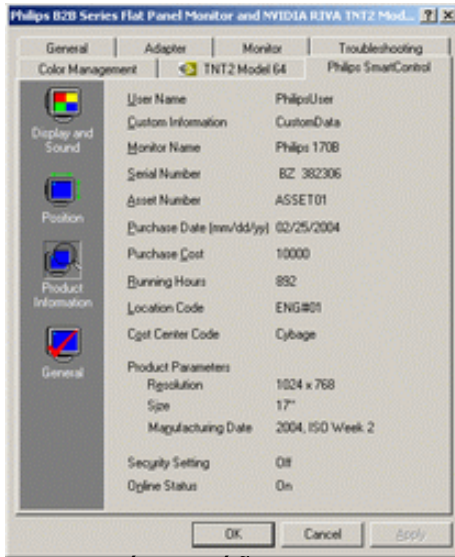 Philips B2B Series Flat Panel Monitor and NVIDIA RIVA TNT2 Mod...
General Adapter Monitor Troubleshooting
Color Management TNT2 Model 64 Philips SmartControl
Display and
Sound
Position
Product
Information
General
User Name PhilipsUser
Custom Information CustomData
Monitor Name Philips 170B
Serial Number BZ 382306
Asset Number ASSET01
Purchase Date (mm/dd/yy) 02/25/2004
Purchase Cost 10000
Running Hours 892
Location Code ENG#01
Cost Center Code Cybage
Product Parameters
Resolution 1024 x 768
Size 17"
Manufacturing Date 2004, ISO Week 2
Security Setting Off
Online Status On
OK Cancel Apply